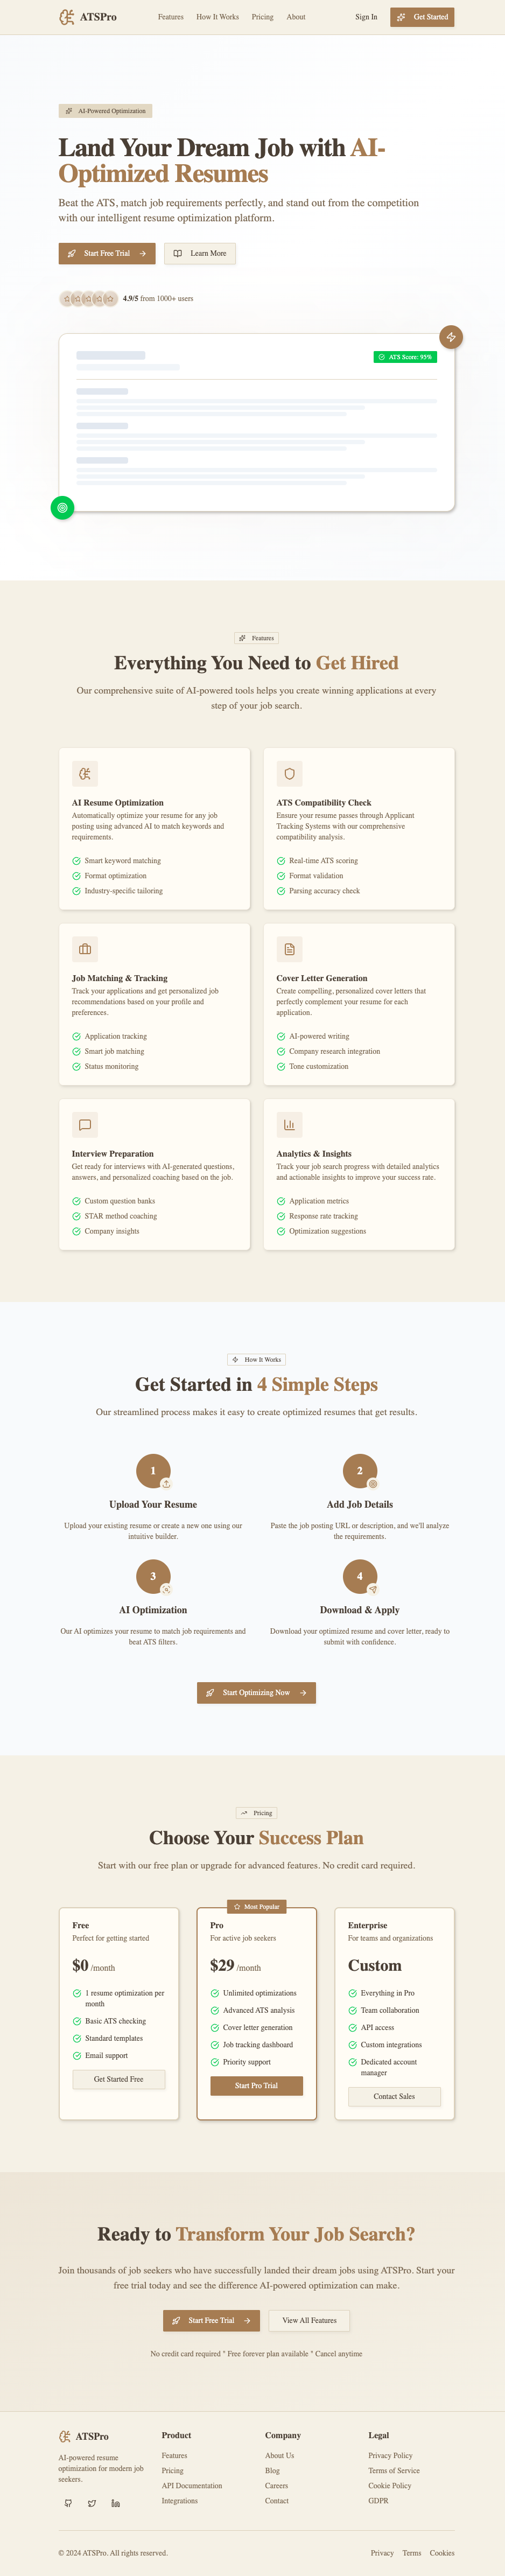 ATSPro
Features
How It Works
Pricing
About
Sign In
Get Started
AI-Powered Optimization
Land Your Dream Job with AI-
Optimized Resumes
Beat the ATS, match job requirements perfectly, and stand out from the competition
with our intelligent resume optimization platform.
Start Free Trial
Learn More
4.9/5 from 1000+ users
ATS Score: 95%
Features
Everything You Need to Get Hired
Our comprehensive suite of AI-powered tools helps you create winning applications at every
step of your job search.
AI Resume Optimization
Automatically optimize your resume for any job
posting using advanced AI to match keywords and
requirements.
Smart keyword matching
Format optimization
Industry-specific tailoring
ATS Compatibility Check
Ensure your resume passes through Applicant
Tracking Systems with our comprehensive
compatibility analysis.
Real-time ATS scoring
Format validation
Parsing accuracy check
Job Matching & Tracking
Track your applications and get personalized job
recommendations based on your profile and
preferences.
Application tracking
Smart job matching
Status monitoring
Cover Letter Generation
Create compelling, personalized cover letters that
perfectly complement your resume for each
application.
AI-powered writing
Company research integration
Tone customization
Interview Preparation
Get ready for interviews with AI-generated questions,
answers, and personalized coaching based on the job.
Custom question banks
STAR method coaching
Company insights
Analytics & Insights
Track your job search progress with detailed analytics
and actionable insights to improve your success rate.
Application metrics
Response rate tracking
Optimization suggestions
How It Works
Get Started in 4 Simple Steps
Our streamlined process makes it easy to create optimized resumes that get results.
1
Upload Your Resume
Upload your existing resume or create a new one using our
intuitive builder.
2
Add Job Details
Paste the job posting URL or description, and we'll analyze
the requirements.
3
AI Optimization
Our AI optimizes your resume to match job requirements and
beat ATS filters.
4
Download & Apply
Download your optimized resume and cover letter, ready to
submit with confidence.
Start Optimizing Now
Pricing
Choose Your Success Plan
Start with our free plan or upgrade for advanced features. No credit card required.
Free
Perfect for getting started
$0 /month
1 resume optimization per
month
Basic ATS checking
Standard templates
Email support
Get Started Free
Most Popular
Pro
For active job seekers
$29 /month
Unlimited optimizations
Advanced ATS analysis
Cover letter generation
Job tracking dashboard
Priority support
Start Pro Trial
Enterprise
For teams and organizations
Custom
Everything in Pro
Team collaboration
API access
Custom integrations
Dedicated account
manager
Contact Sales
Ready to Transform Your Job Search?
Join thousands of job seekers who have successfully landed their dream jobs using ATSPro. Start your
free trial today and see the difference AI-powered optimization can make.
Start Free Trial
View All Features
No credit card required * Free forever plan available * Cancel anytime
ATSPro
AI-powered resume
optimization for modern job
seekers.
Product
Features
Pricing
API Documentation
Integrations
Company
About Us
Blog
Careers
Contact
Legal
Privacy Policy
Terms of Service
Cookie Policy
GDPR
© 2024 ATSPro. All rights reserved.
Privacy
Terms
Cookies